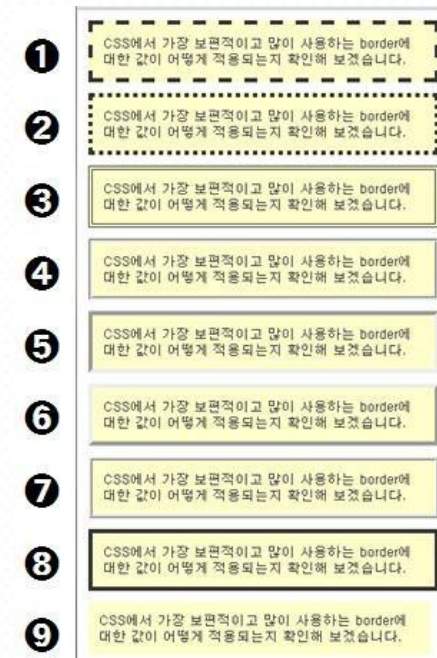 ❶
CSS에서 가장 보편적이고 많이 사용하는 border에
대한 값이 어떻게 적용되는지 확인해 보겠습니다.
❷
CSS에서 가장 보편적이고 많이 사용하는 border에
대한 값이 어떻게 적용되는지 확인해 보겠습니다.
❸
CSS에서 가장 보편적이고 많이 사용하는 border에
대한 값이 어떻게 적용되는지 확인해 보겠습니다.
❹
CSS에서 가장 보편적이고 많이 사용하는 border에
대한 값이 어떻게 적용되는지 확인해 보겠습니다.
❺
CSS에서 가장 보편적이고 많이 사용하는 border에
대한 값이 어떻게 적용되는지 확인해 보겠습니다.
❻
CSS에서 가장 보편적이고 많이 사용하는 border에
대한 값이 어떻게 적용되는지 확인해 보겠습니다.
❼
CSS에서 가장 보편적이고 많이 사용하는 border에
대한 값이 어떻게 적용되는지 확인해 보겠습니다.
❽
CSS에서 가장 보편적이고 많이 사용하는 border에
대한 값이 어떻게 적용되는지 확인해 보겠습니다.
❾
CSS에서 가장 보편적이고 많이 사용하는 border에
대한 값이 어떻게 적용되는지 확인해 보겠습니다.